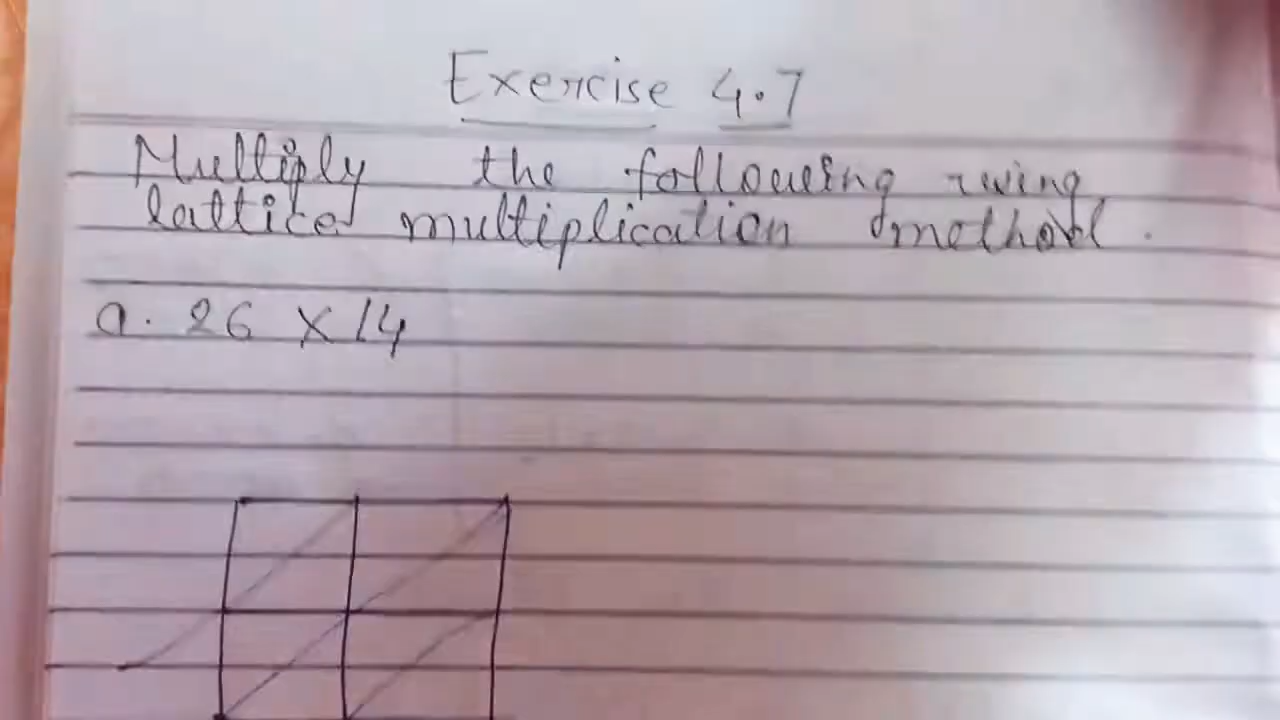 Exercise 4.7
Multiply the following using
lattice multiplication method.
a. 26 X 14